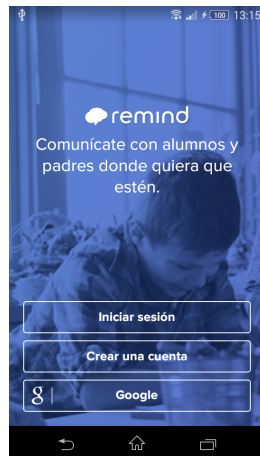 100 13:15
remind
Comunícate con alumnos y
padres donde quiera que
estén.
Iniciar sesión
Crear una cuenta
g Google